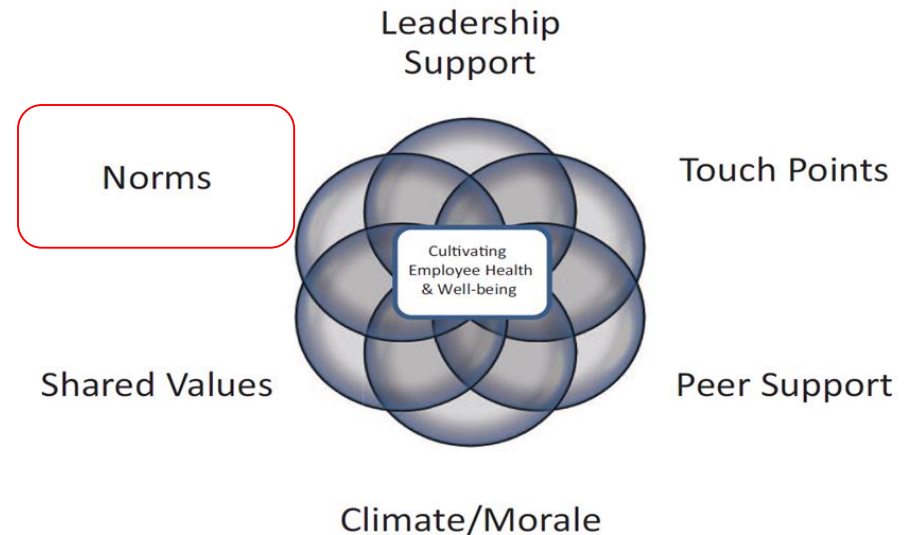 Leadership
Support
Norms
Touch Points
Cultivating
Employee Health
& Well-being
Shared Values
Peer Support
Climate/Morale